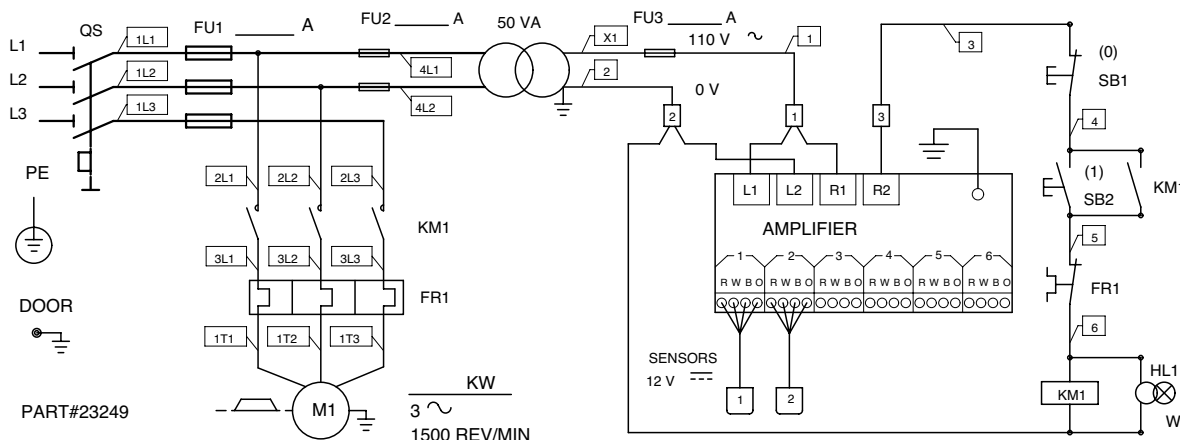 QS
1L1
FU1 ______ A
FU2 ______ A
50 VA
FU3 ______ A
L1
L2
L3
1L2
1L3
4L1
4L2
X1
110 V
1
2
0 V
3
(0)
SB1
2
1
3
4
PE
2L1
2L2
2L3
KM1
3L1
3L2
3L3
FR1
1T1
1T2
1T3
M1
DOOR
PART#23249
KW
3
1500 REV/MIN
L1
L2
R1
R2
AMPLIFIER
1
2
3
4
5
6
R W B O
R W B O
R W B O
R W B O
R W B O
R W B O
SENSORS
12 V
1
2
(1)
SB2
KM1
5
FR1
6
KM1
HL1
W